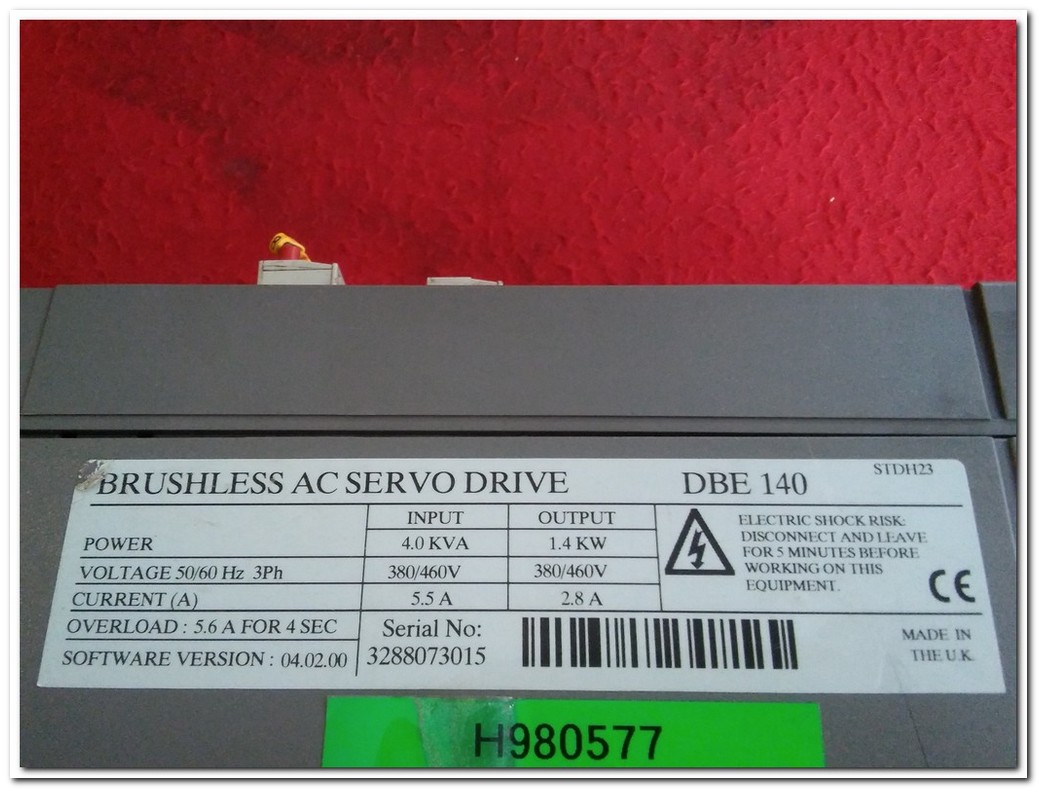 BRUSHLESS AC SERVO DRIVE DBE 140 STDH23
INPUT OUTPUT
POWER 4.0 KVA 1.4 KW
VOLTAGE 50/60 Hz 3Ph 380/460V 380/460V
CURRENT (A) 5.5 A 2.8 A
ELECTRIC SHOCK RISK:
DISCONNECT AND LEAVE
FOR 5 MINUTES BEFORE
WORKING ON THIS
EQUIPMENT.
CE
OVERLOAD : 5.6 A FOR 4 SEC
SOFTWARE VERSION : 04.02.00
Serial No:
3288073015
MADE IN
THE U.K.
H980577